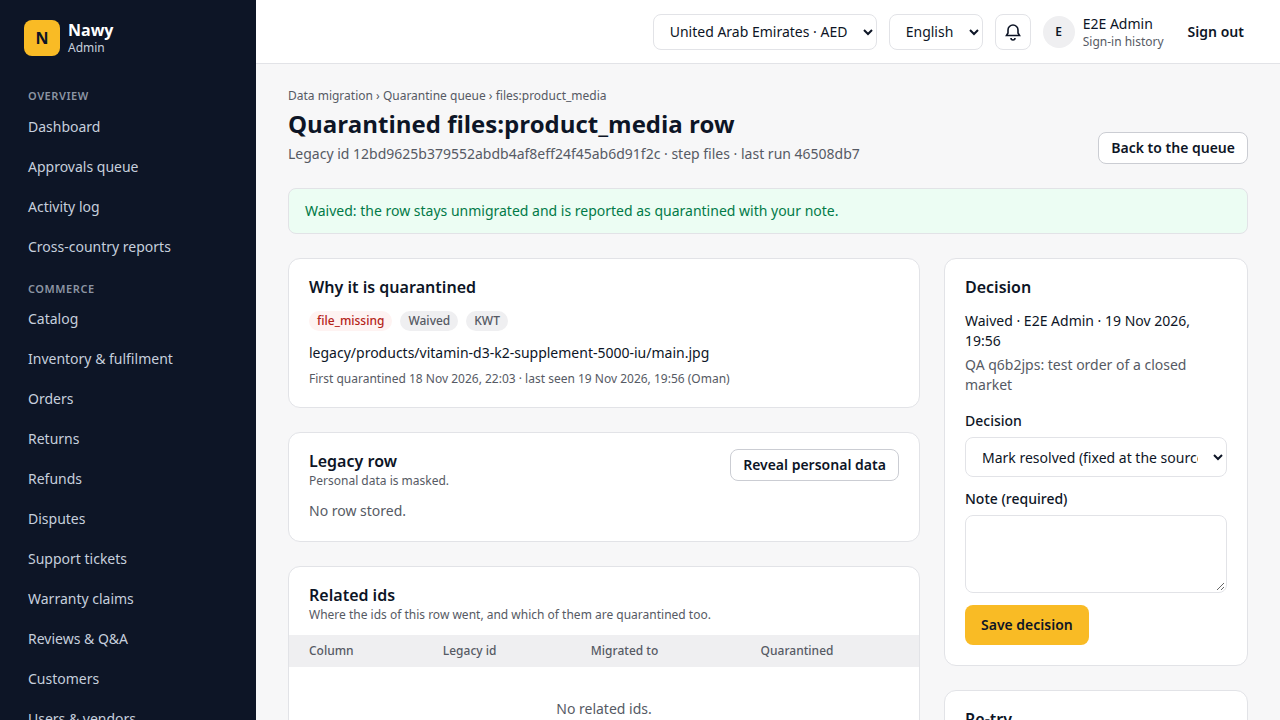 N
Nawy
Admin
OVERVIEW
Dashboard
Approvals queue
Activity log
Cross-country reports
COMMERCE
Catalog
Inventory & fulfilment
Orders
Returns
Refunds
Disputes
Support tickets
Warranty claims
Reviews & Q&A
Customers
Users & vendors
United Arab Emirates · AED
English
E
E2E Admin
Sign-in history
Sign out
Data migration › Quarantine queue › files:product_media
Quarantined files:product_media row
Legacy id 12bd9625b379552abdb4af8eff24f45ab6d91f2c · step files · last run 46508db7
Back to the queue
Waived: the row stays unmigrated and is reported as quarantined with your note.
Why it is quarantined
file_missing Waived KWT
legacy/products/vitamin-d3-k2-supplement-5000-iu/main.jpg
First quarantined 18 Nov 2026, 22:03 · last seen 19 Nov 2026, 19:56 (Oman)
Legacy row
Personal data is masked.
Reveal personal data
No row stored.
Related ids
Where the ids of this row went, and which of them are quarantined too.
Column Legacy id Migrated to Quarantined
No related ids.
Decision
Waived · E2E Admin · 19 Nov 2026,
19:56
QA q6b2jps: test order of a closed
market
Decision
Mark resolved (fixed at the sourc
Note (required)
Save decision
Re-try